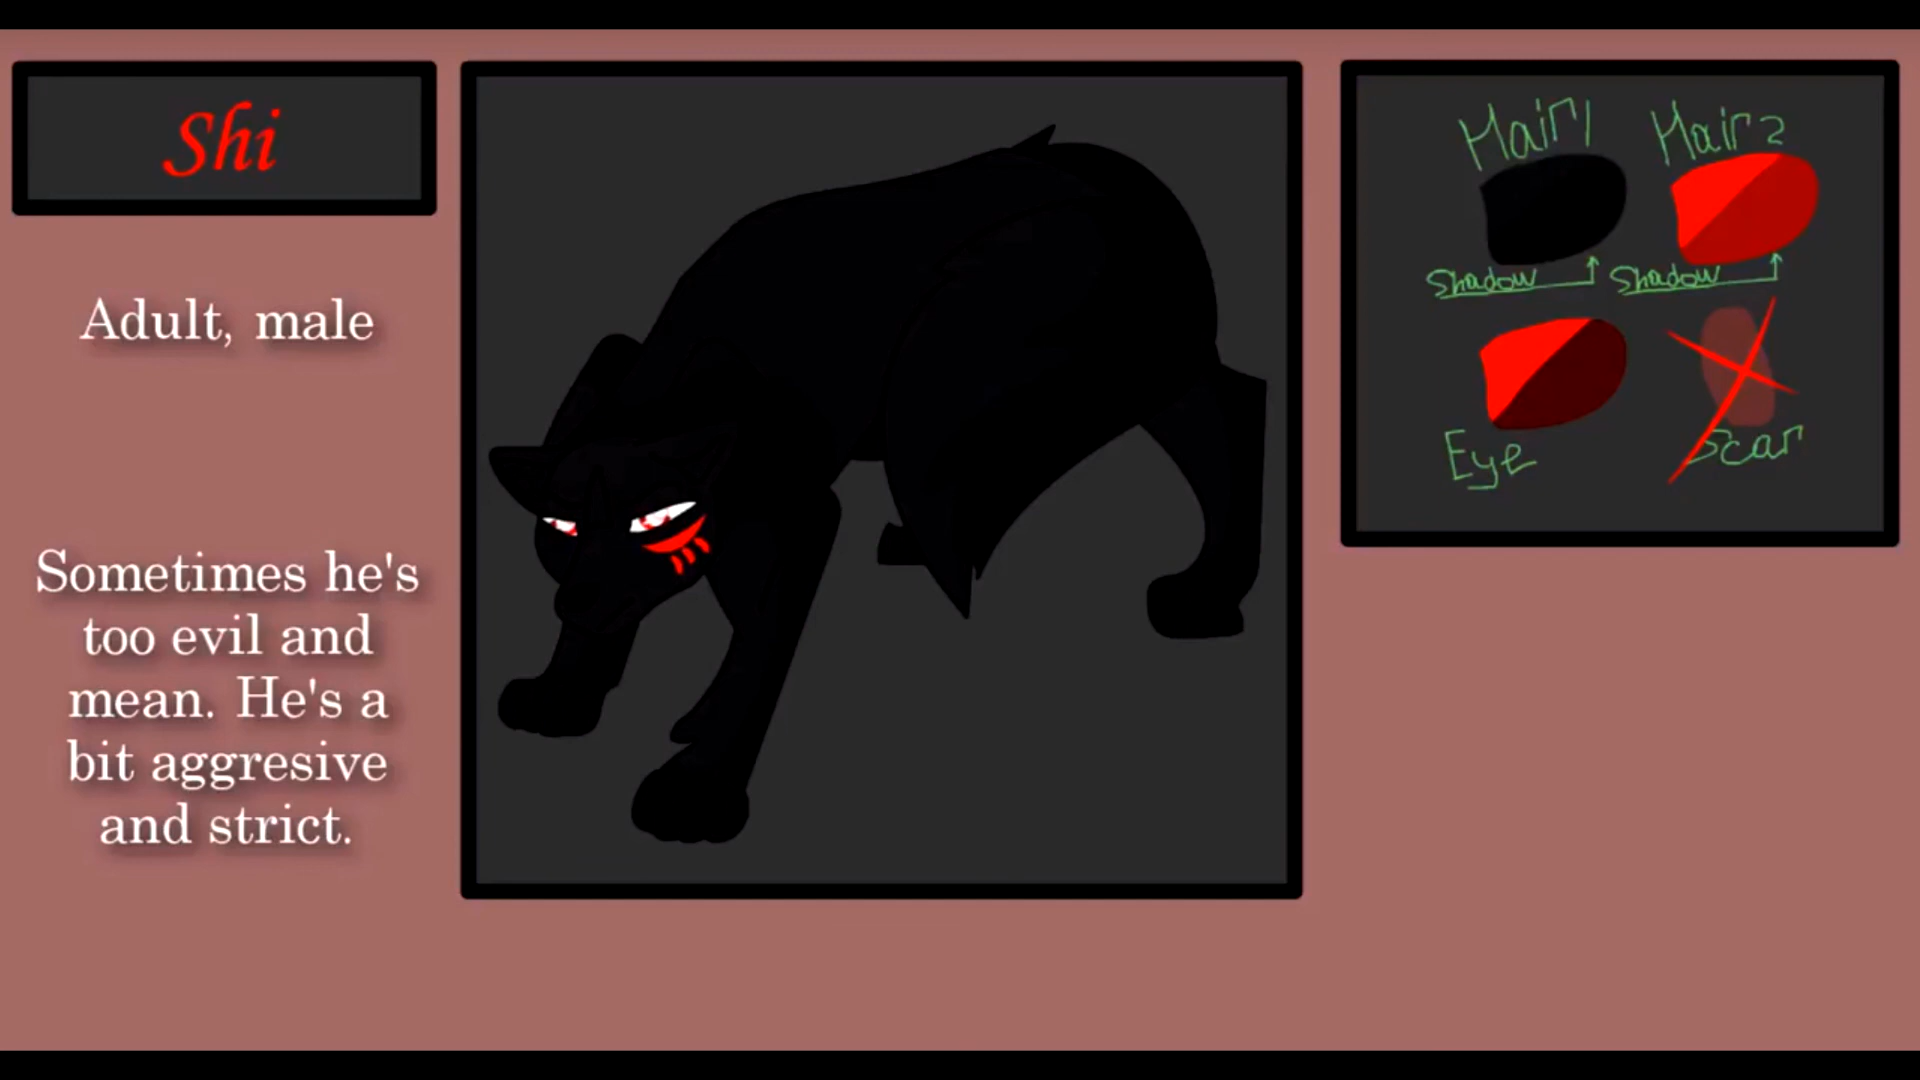 Shi
Adult, male
Sometimes he's
too evil and
mean. He's a
bit aggresive
and strict.
Hair1 Hair2
Shadow Shadow
Eye Scar